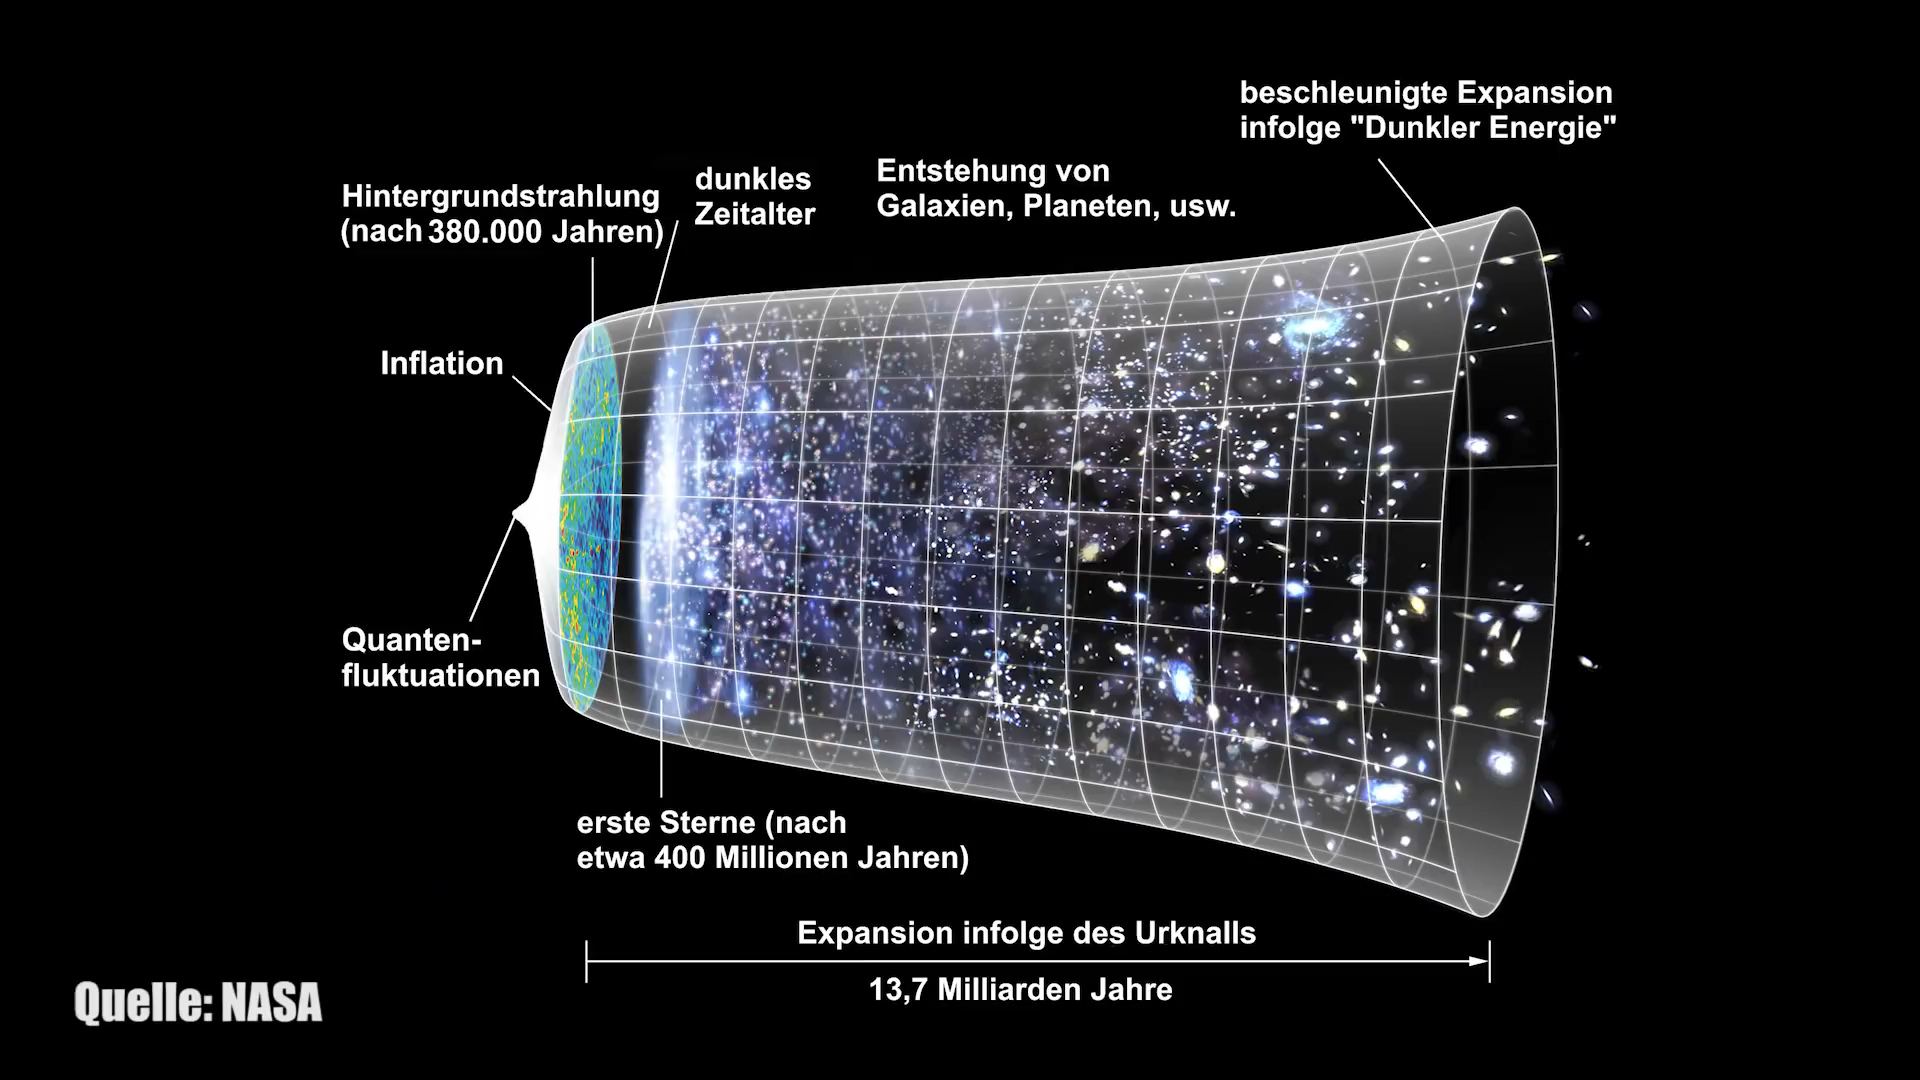 beschleunigte Expansion
infolge "Dunkler Energie"
Entstehung von
Galaxien, Planeten, usw.
dunkles
Zeitalter
Hintergrundstrahlung
(nach 380.000 Jahren)
Inflation
Quanten-
fluktuationen
erste Sterne (nach
etwa 400 Millionen Jahren)
Expansion infolge des Urknalls
13,7 Milliarden Jahre
Quelle: NASA